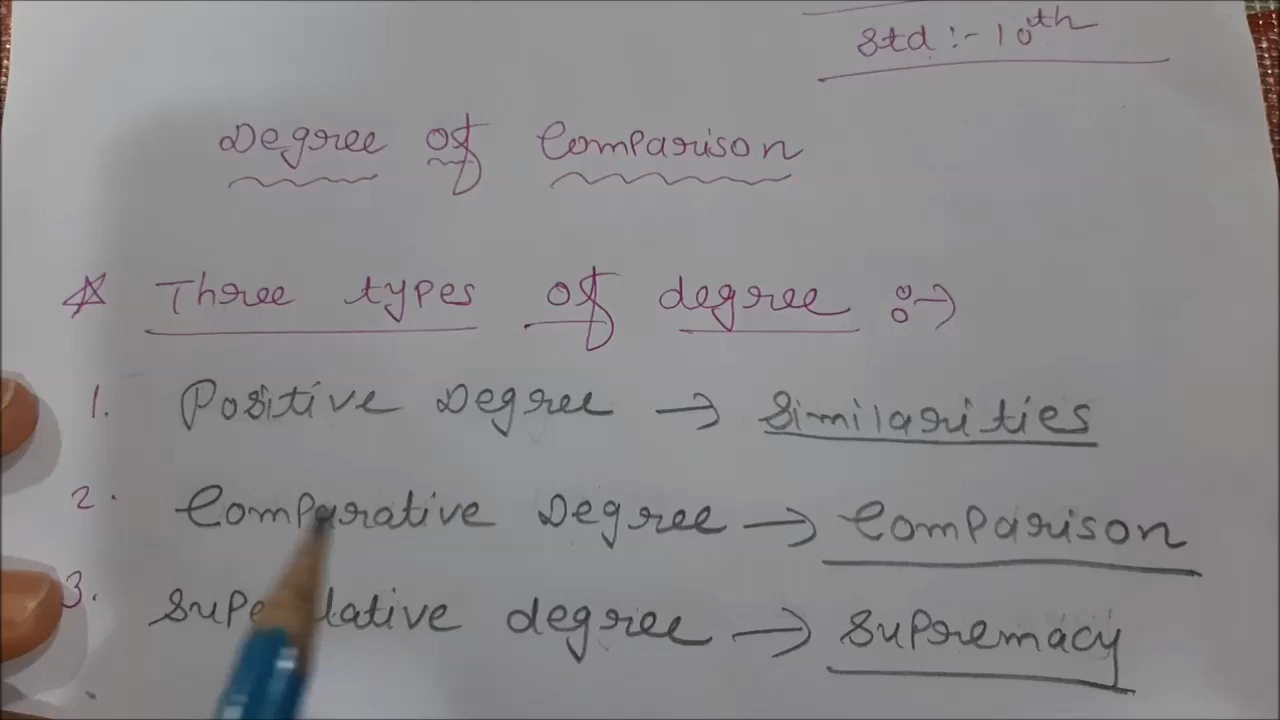 Std :- 10th
Degree of Comparison
☆ Three types of degree :→
1. Positive Degree → Similarities
2. Comparative Degree → Comparison
3. degree → Supremacy